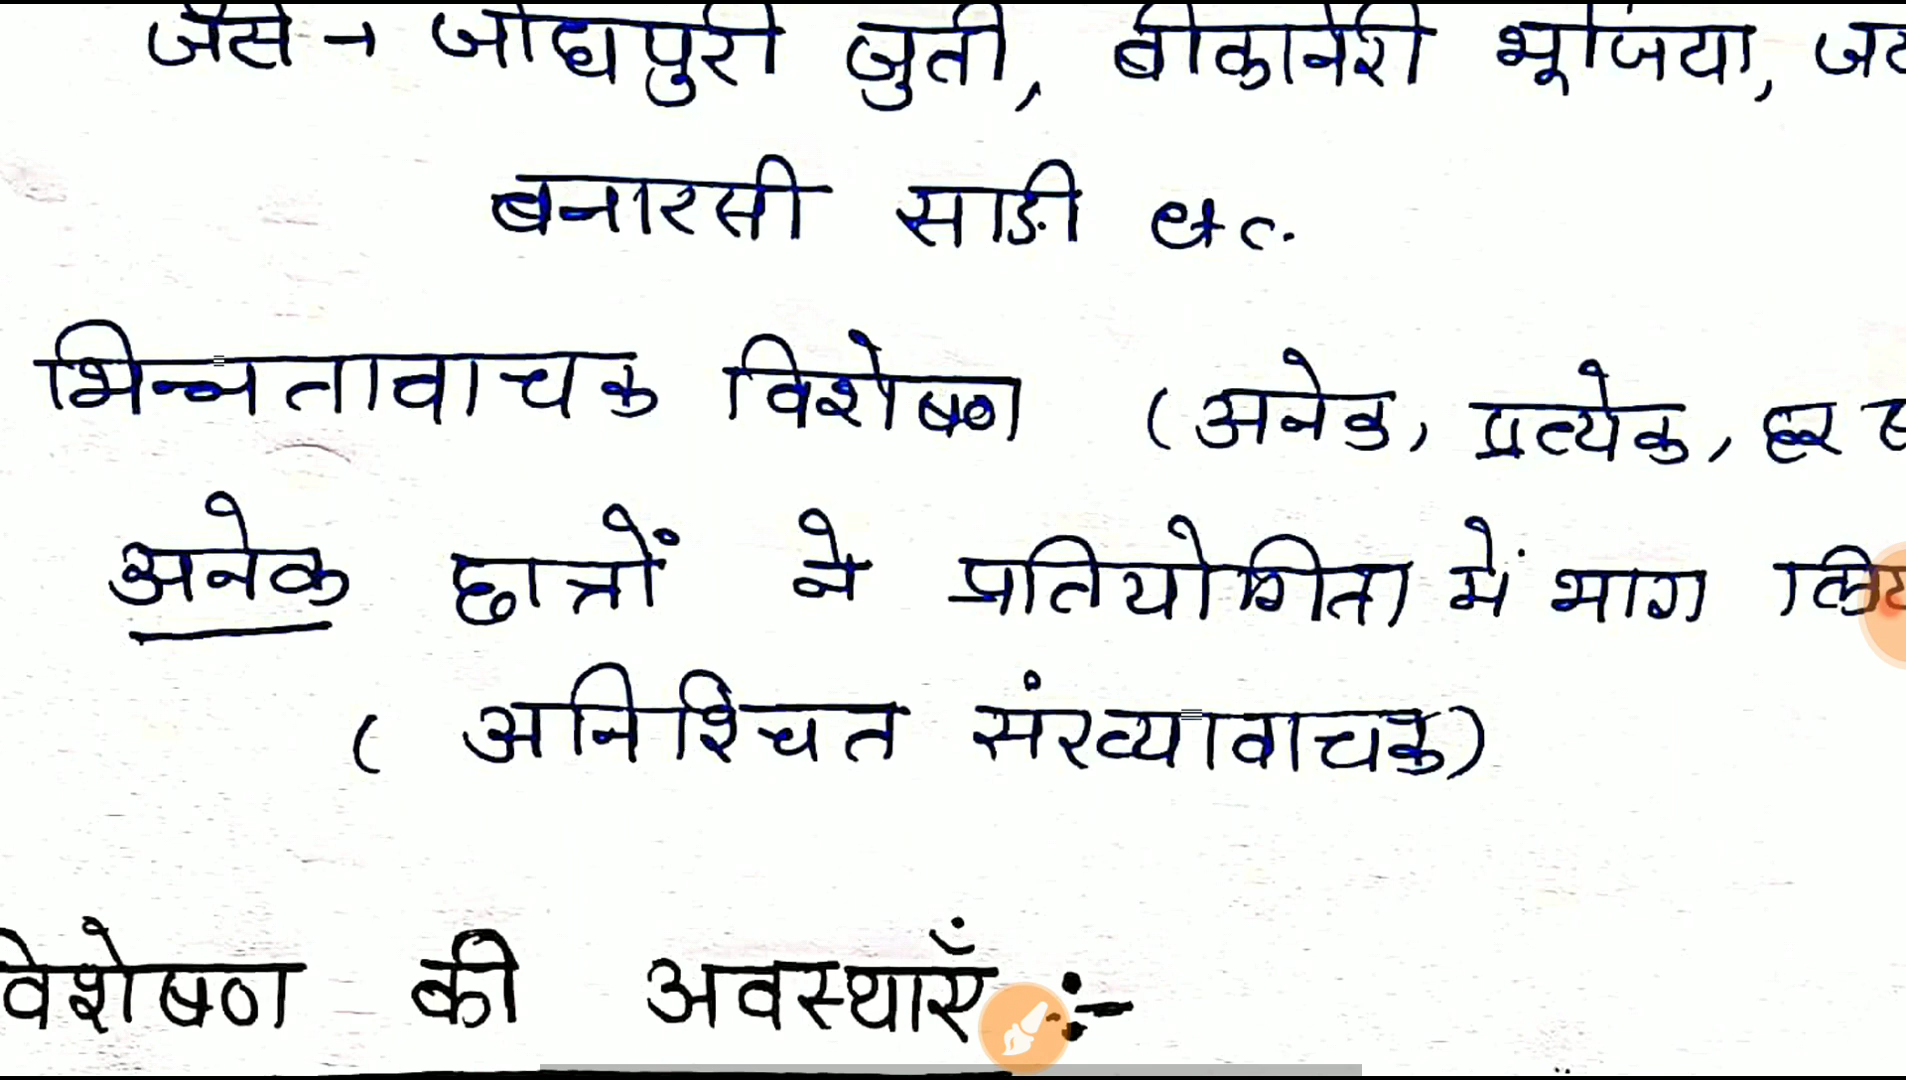 जैसे → जोधपुरी जुती, बीकानेरी भूजिया,
बनारसी साङी etc.
भिन्नतावाचक विशेषण (अनेक, प्रत्येक, हर
अनेक छात्रों ने प्रतियोगिता में भाग
( अनिश्चित संख्यावाचक)
विशेषण की अवस्थाएँ :-